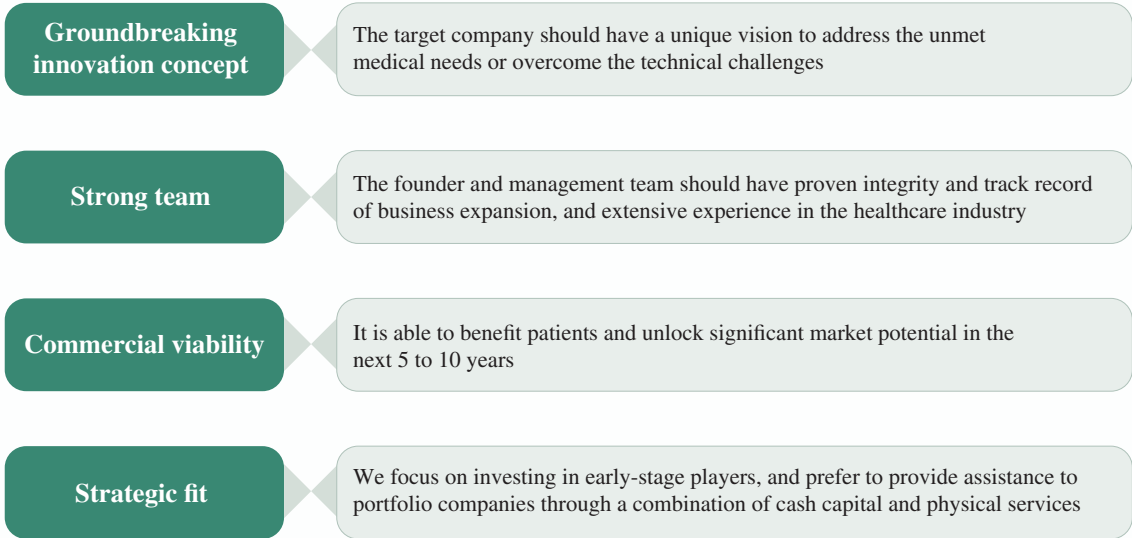 Groundbreaking
innovation concept
The target company should have a unique vision to address the unmet
medical needs or overcome the technical challenges
Strong team
The founder and management team should have proven integrity and track record
of business expansion, and extensive experience in the healthcare industry
Commercial viability
It is able to benefit patients and unlock significant market potential in the
next 5 to 10 years
Strategic fit
We focus on investing in early-stage players, and prefer to provide assistance to
portfolio companies through a combination of cash capital and physical services